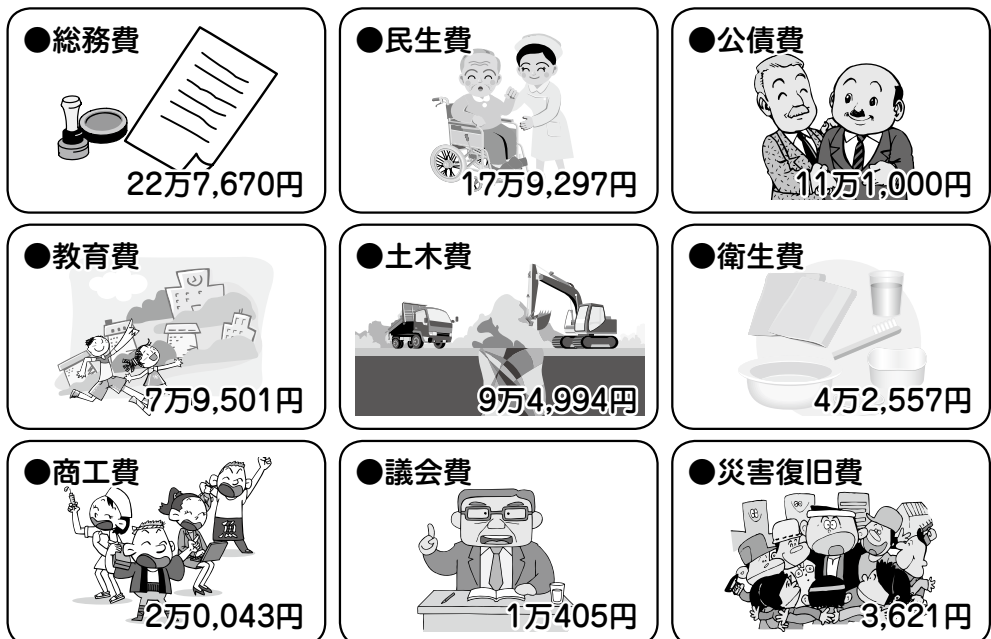 ●総務費
22万7,670円
●民生費
17万9,297円
●公債費
11万1,000円
●教育費
7万9,501円
●土木費
9万4,994円
●衛生費
4万2,557円
●商工費
2万0,043円
●議会費
1万405円
●災害復旧費
3,621円